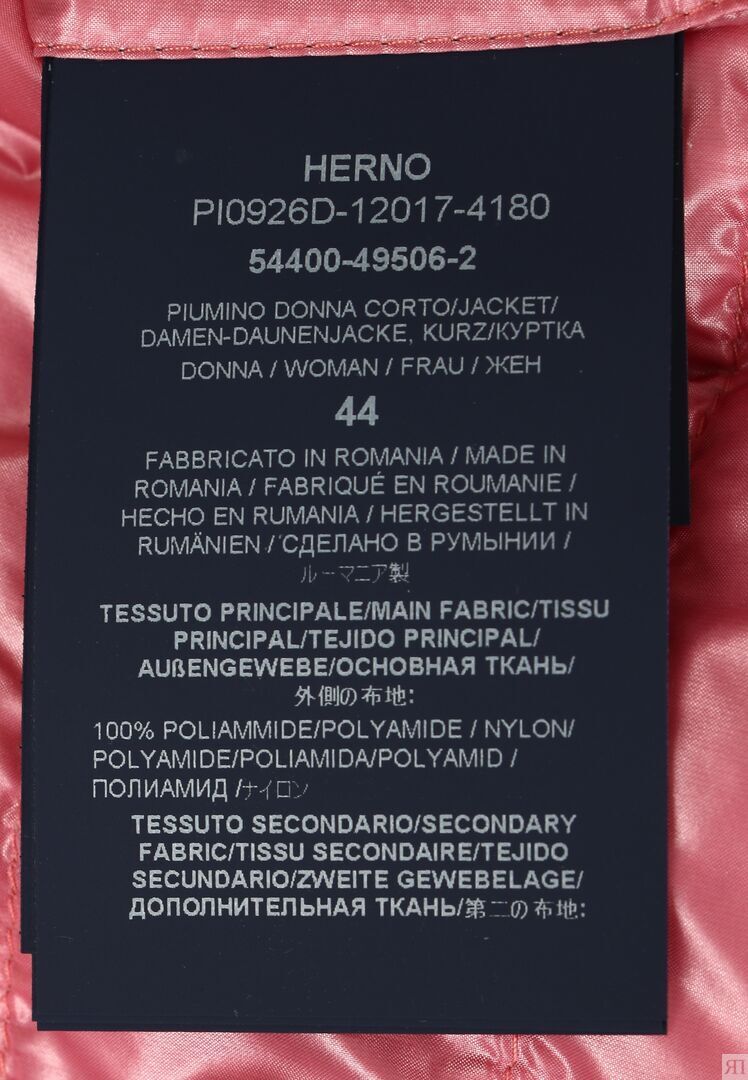 HERNO
PI0926D-12017-4180
54400-49506-2
PIUMINO DONNA CORTO/JACKET/
DAMEN-DAUNENJACKE, KURZ/КУРТКА
DONNA / WOMAN / FRAU / ЖЕН
44
FABBRICATO IN ROMANIA / MADE IN
ROMANIA / FABRIQUÉ EN ROUMANIE /
HECHO EN RUMANIA / HERGESTELLT IN
RUMÄNIEN / СДЕЛАНО В РУМЫНИИ /
ルーマニア製
TESSUTO PRINCIPALE/MAIN FABRIC/TISSU
PRINCIPAL/TEJIDO PRINCIPAL/
AUßENGEWEBE/ОСНОВНАЯ ТКАНЬ/
外側の布地:
100% POLIAMMIDE/POLYAMIDE / NYLON/
POLYAMIDE/POLIAMIDA/POLYAMID /
ПОЛИАМИД /ナイロン
TESSUTO SECONDARIO/SECONDARY
FABRIC/TISSU SECONDAIRE/TEJIDO
SECUNDARIO/ZWEITE GEWEBELAGE/
ДОПОЛНИТЕЛЬНАЯ ТКАНЬ/第二の布地: